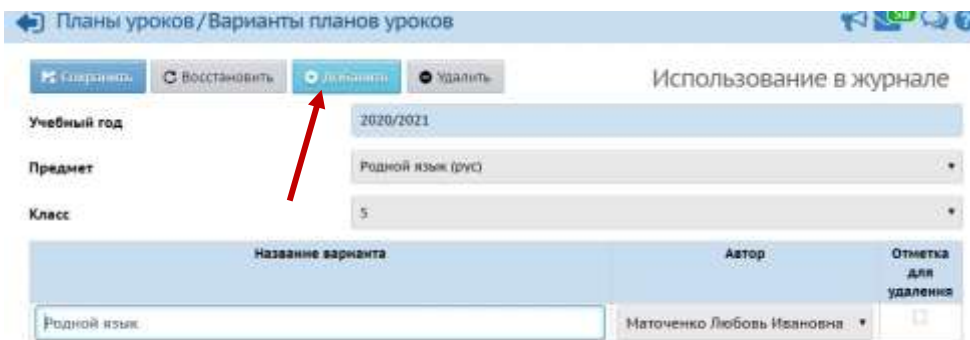 Планы уроков/Варианты планов уроков
Сохранить Восстановить Добавить Удалить Использование в журнале
Учебный год 2020/2021
Предмет Родной язык (рус)
Класс 5
Название варианта Автор Отметка
для
удаления
Родной язык Маточенко Любовь Ивановна